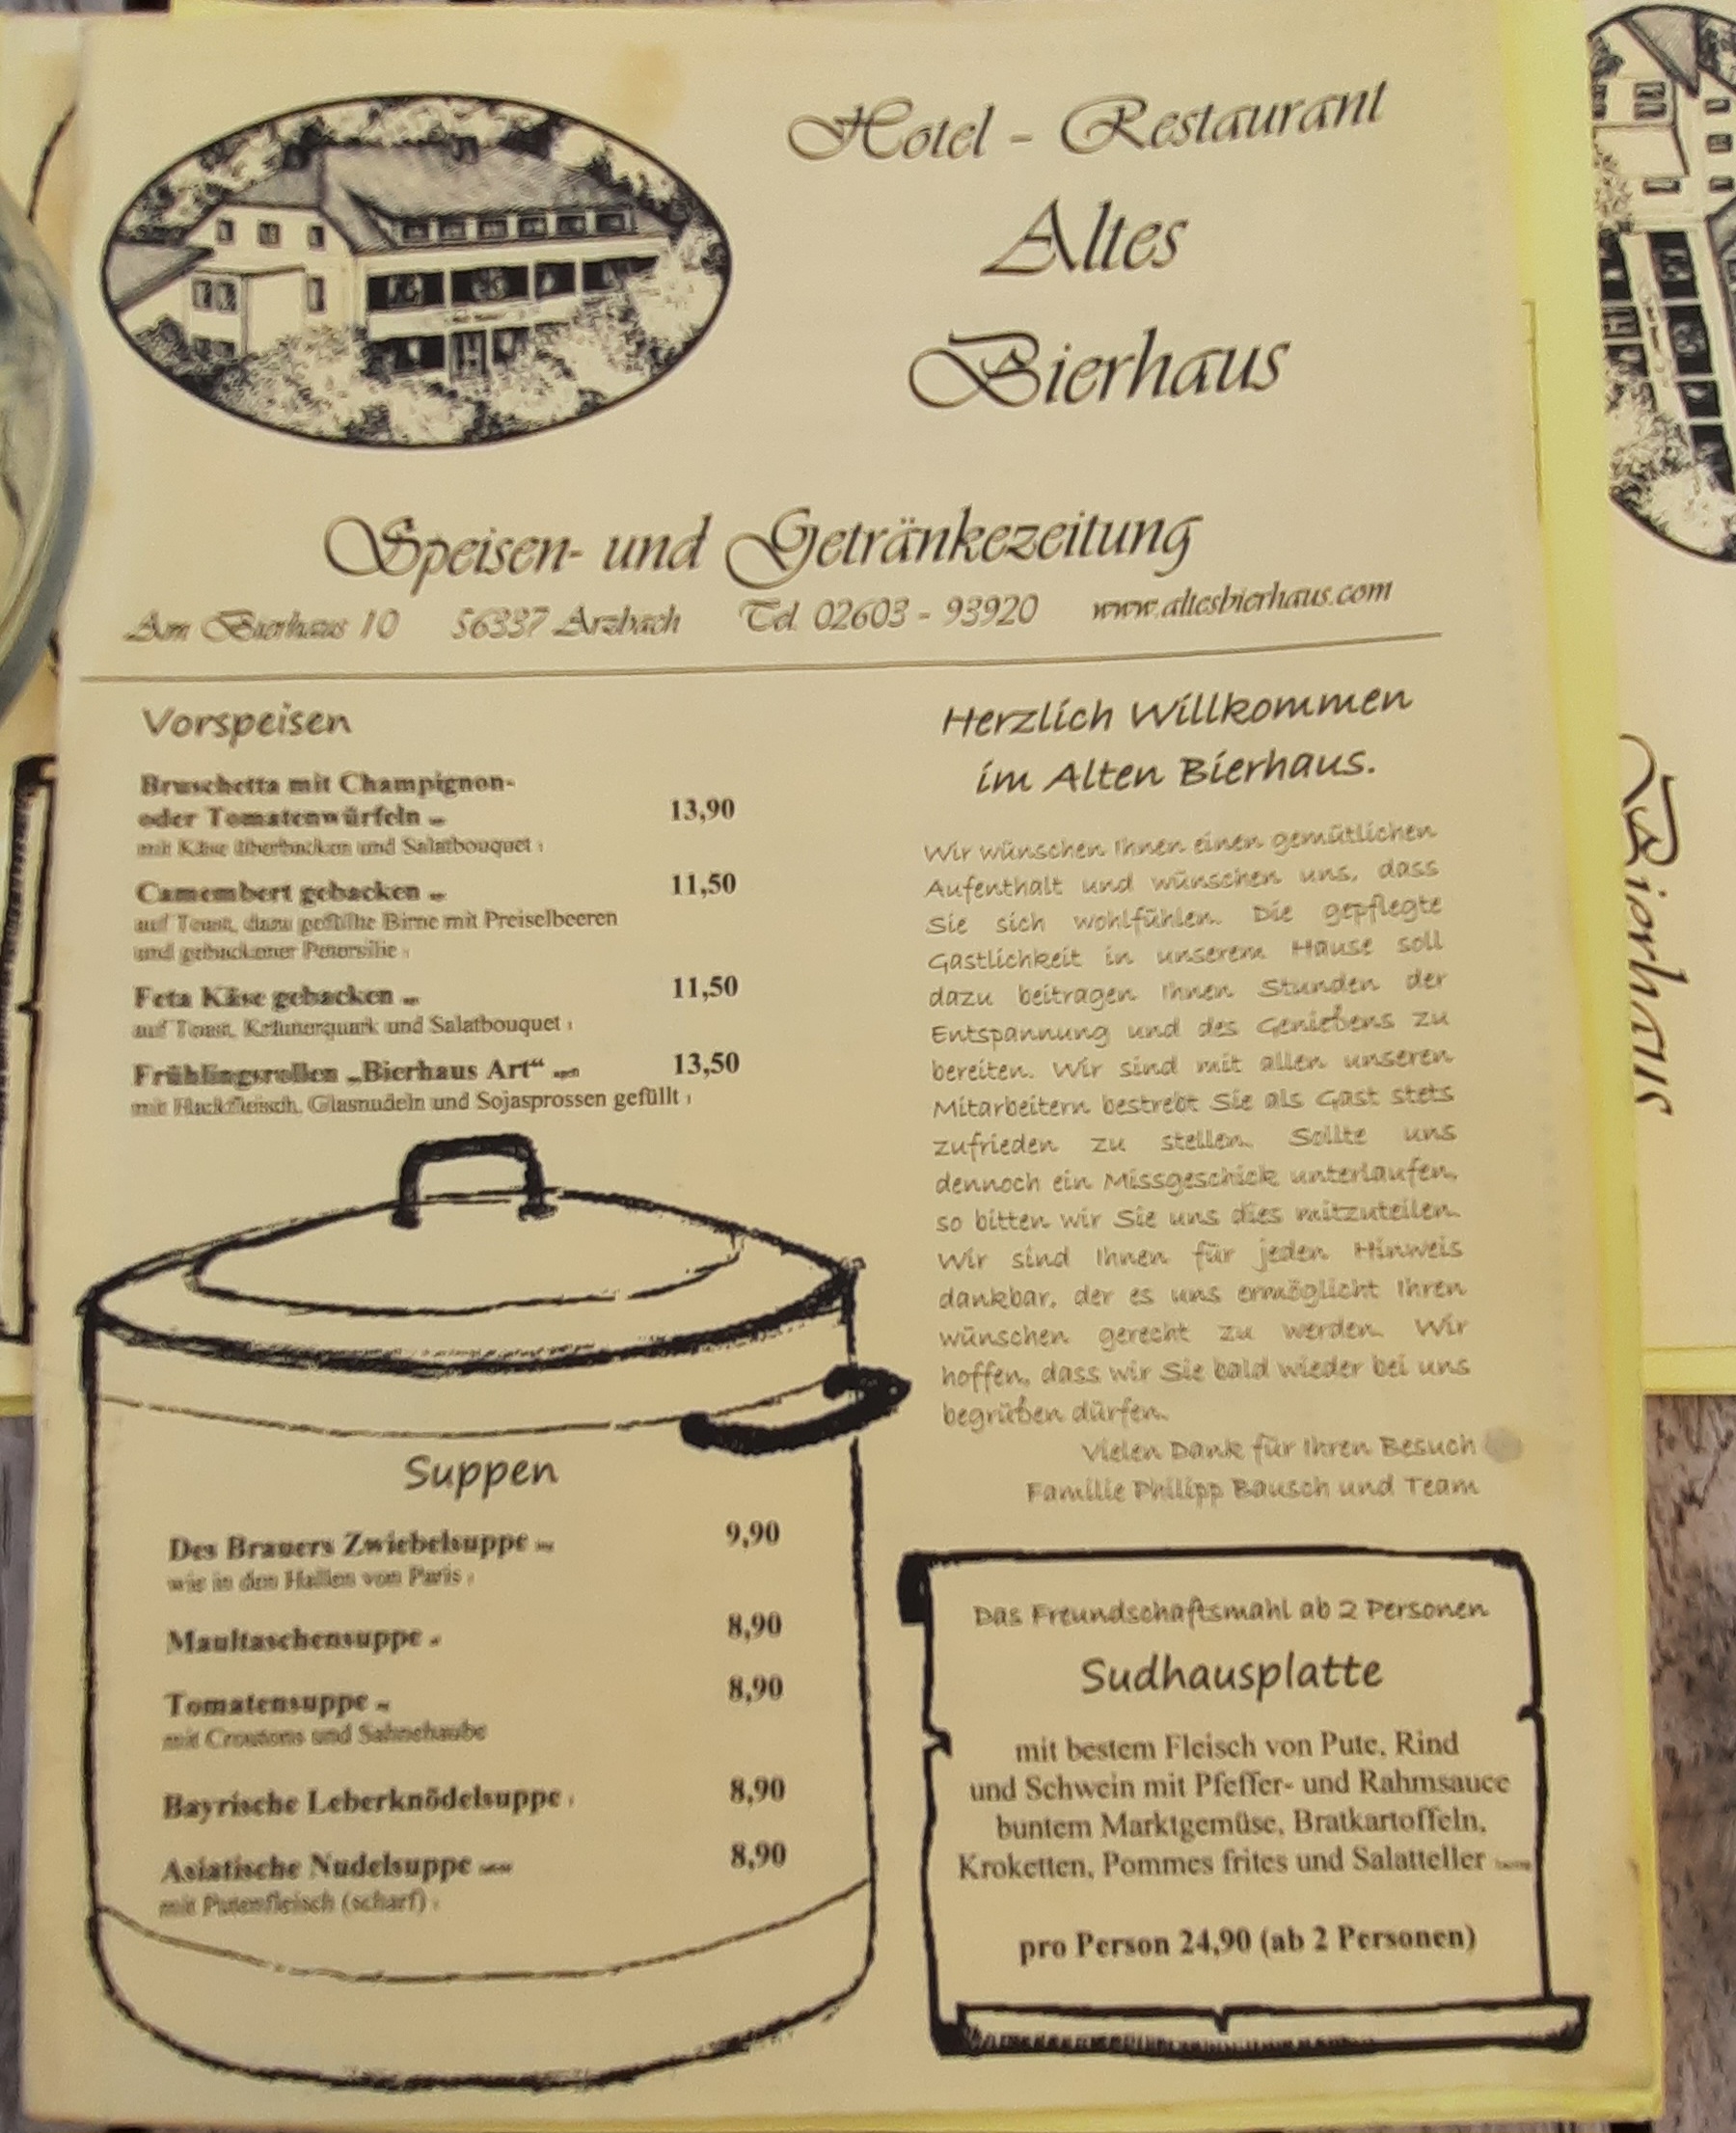 Hotel - Restaurant
Altes
Bierhaus
Speisen- und Getränkezeitung
Am Bierhaus 10 56337 Arzbach Tel. 02603 - 93920 www.altesbierhaus.com
Vorspeisen
Bruschetta mit Champignon-
oder Tomatenwürfeln 13,90
mit Käse überbacken und Salatbouquet
Camembert gebacken 11,50
auf Toast, dazu gefüllte Birne mit Preiselbeeren
und gebackener Petersilie
Feta Käse gebacken 11,50
auf Toast, Kräuterquark und Salatbouquet
Frühlingsrollen „Bierhaus Art“ 13,50
mit Hackfleisch, Glasnudeln und Sojasprossen gefüllt
Suppen
Des Brauers Zwiebelsuppe 9,90
wie in den Hallen von Paris
Maultaschensuppe 8,90
Tomatensuppe 8,90
mit Croutons und Sahnehaube
Bayrische Leberknödelsuppe 8,90
Asiatische Nudelsuppe 8,90
mit Putenfleisch (scharf)
Herzlich Willkommen
im Alten Bierhaus.
Wir wünschen Ihnen einen gemütlichen
Aufenthalt und wünschen uns, dass
Sie sich wohlfühlen. Die gepflegte
Gastlichkeit in unserem Hause soll
dazu beitragen Ihnen Stunden der
Entspannung und des Genießens zu
bereiten. Wir sind mit allen unseren
Mitarbeitern bestrebt Sie als Gast stets
zufrieden zu stellen. Sollte uns
dennoch ein Missgeschick unterlaufen,
so bitten wir Sie uns dies mitzuteilen.
Wir sind Ihnen für jeden Hinweis
dankbar, der es uns ermöglicht Ihren
wünschen gerecht zu werden. Wir
hoffen, dass wir Sie bald wieder bei uns
begrüßen dürfen.
Vielen Dank für Ihren Besuch
Familie Philipp Bausch und Team
Das Freundschaftsmahl ab 2 Personen
Sudhausplatte
mit bestem Fleisch von Pute, Rind
und Schwein mit Pfeffer- und Rahmsauce
buntem Marktgemüse, Bratkartoffeln,
Kroketten, Pommes frites und Salatteller
pro Person 24,90 (ab 2 Personen)
Bierhaus